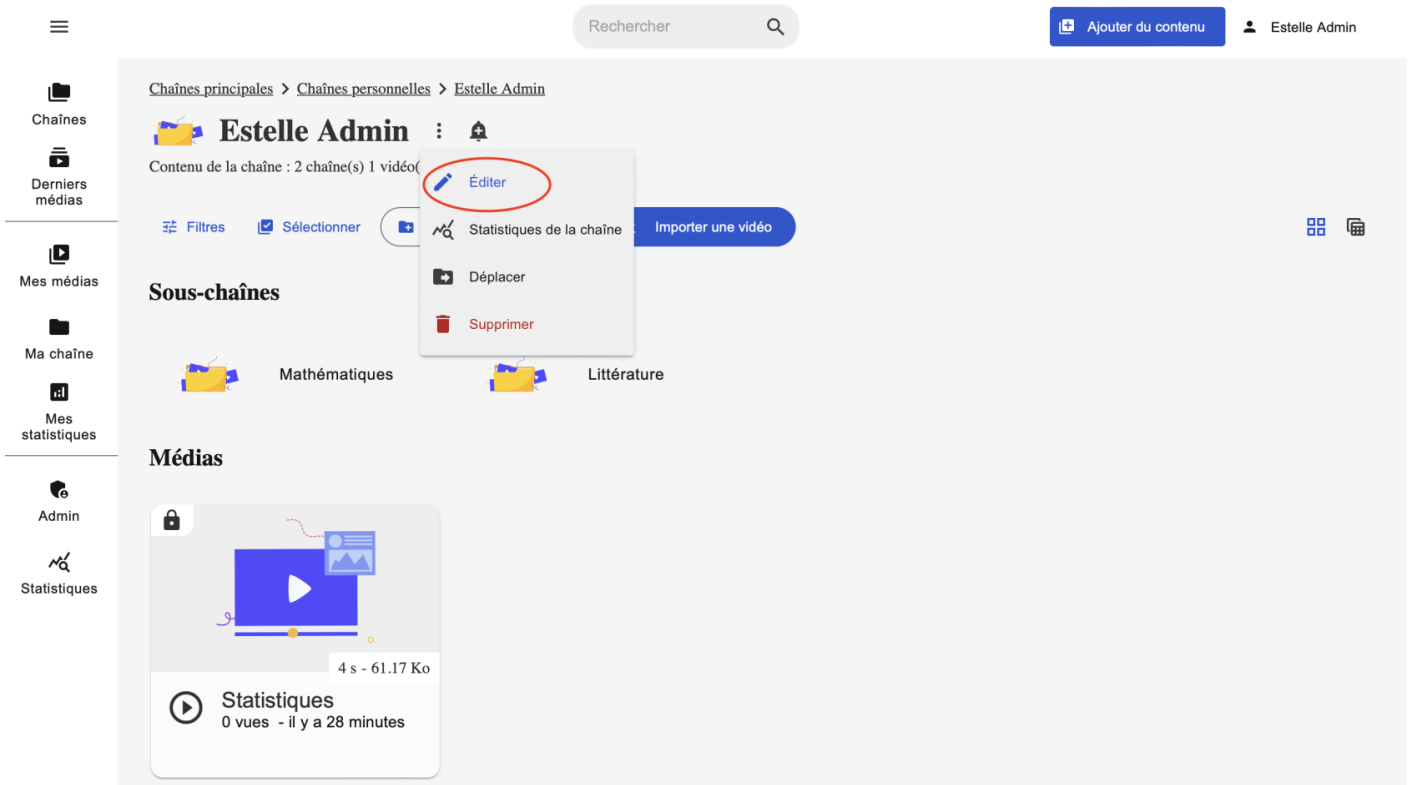 Rechercher
Ajouter du contenu
Estelle Admin
Chaînes
Derniers
médias
Mes médias
Ma chaîne
Mes
statistiques
Admin
Statistiques
Chaînes principales > Chaînes personnelles > Estelle Admin
Estelle Admin
Contenu de la chaîne : 2 chaîne(s) 1 vidéo(
Éditer
Statistiques de la chaîne
Déplacer
Supprimer
Filtres
Sélectionner
Importer une vidéo
Sous-chaînes
Mathématiques
Littérature
Médias
4 s - 61.17 Ko
Statistiques
0 vues - il y a 28 minutes